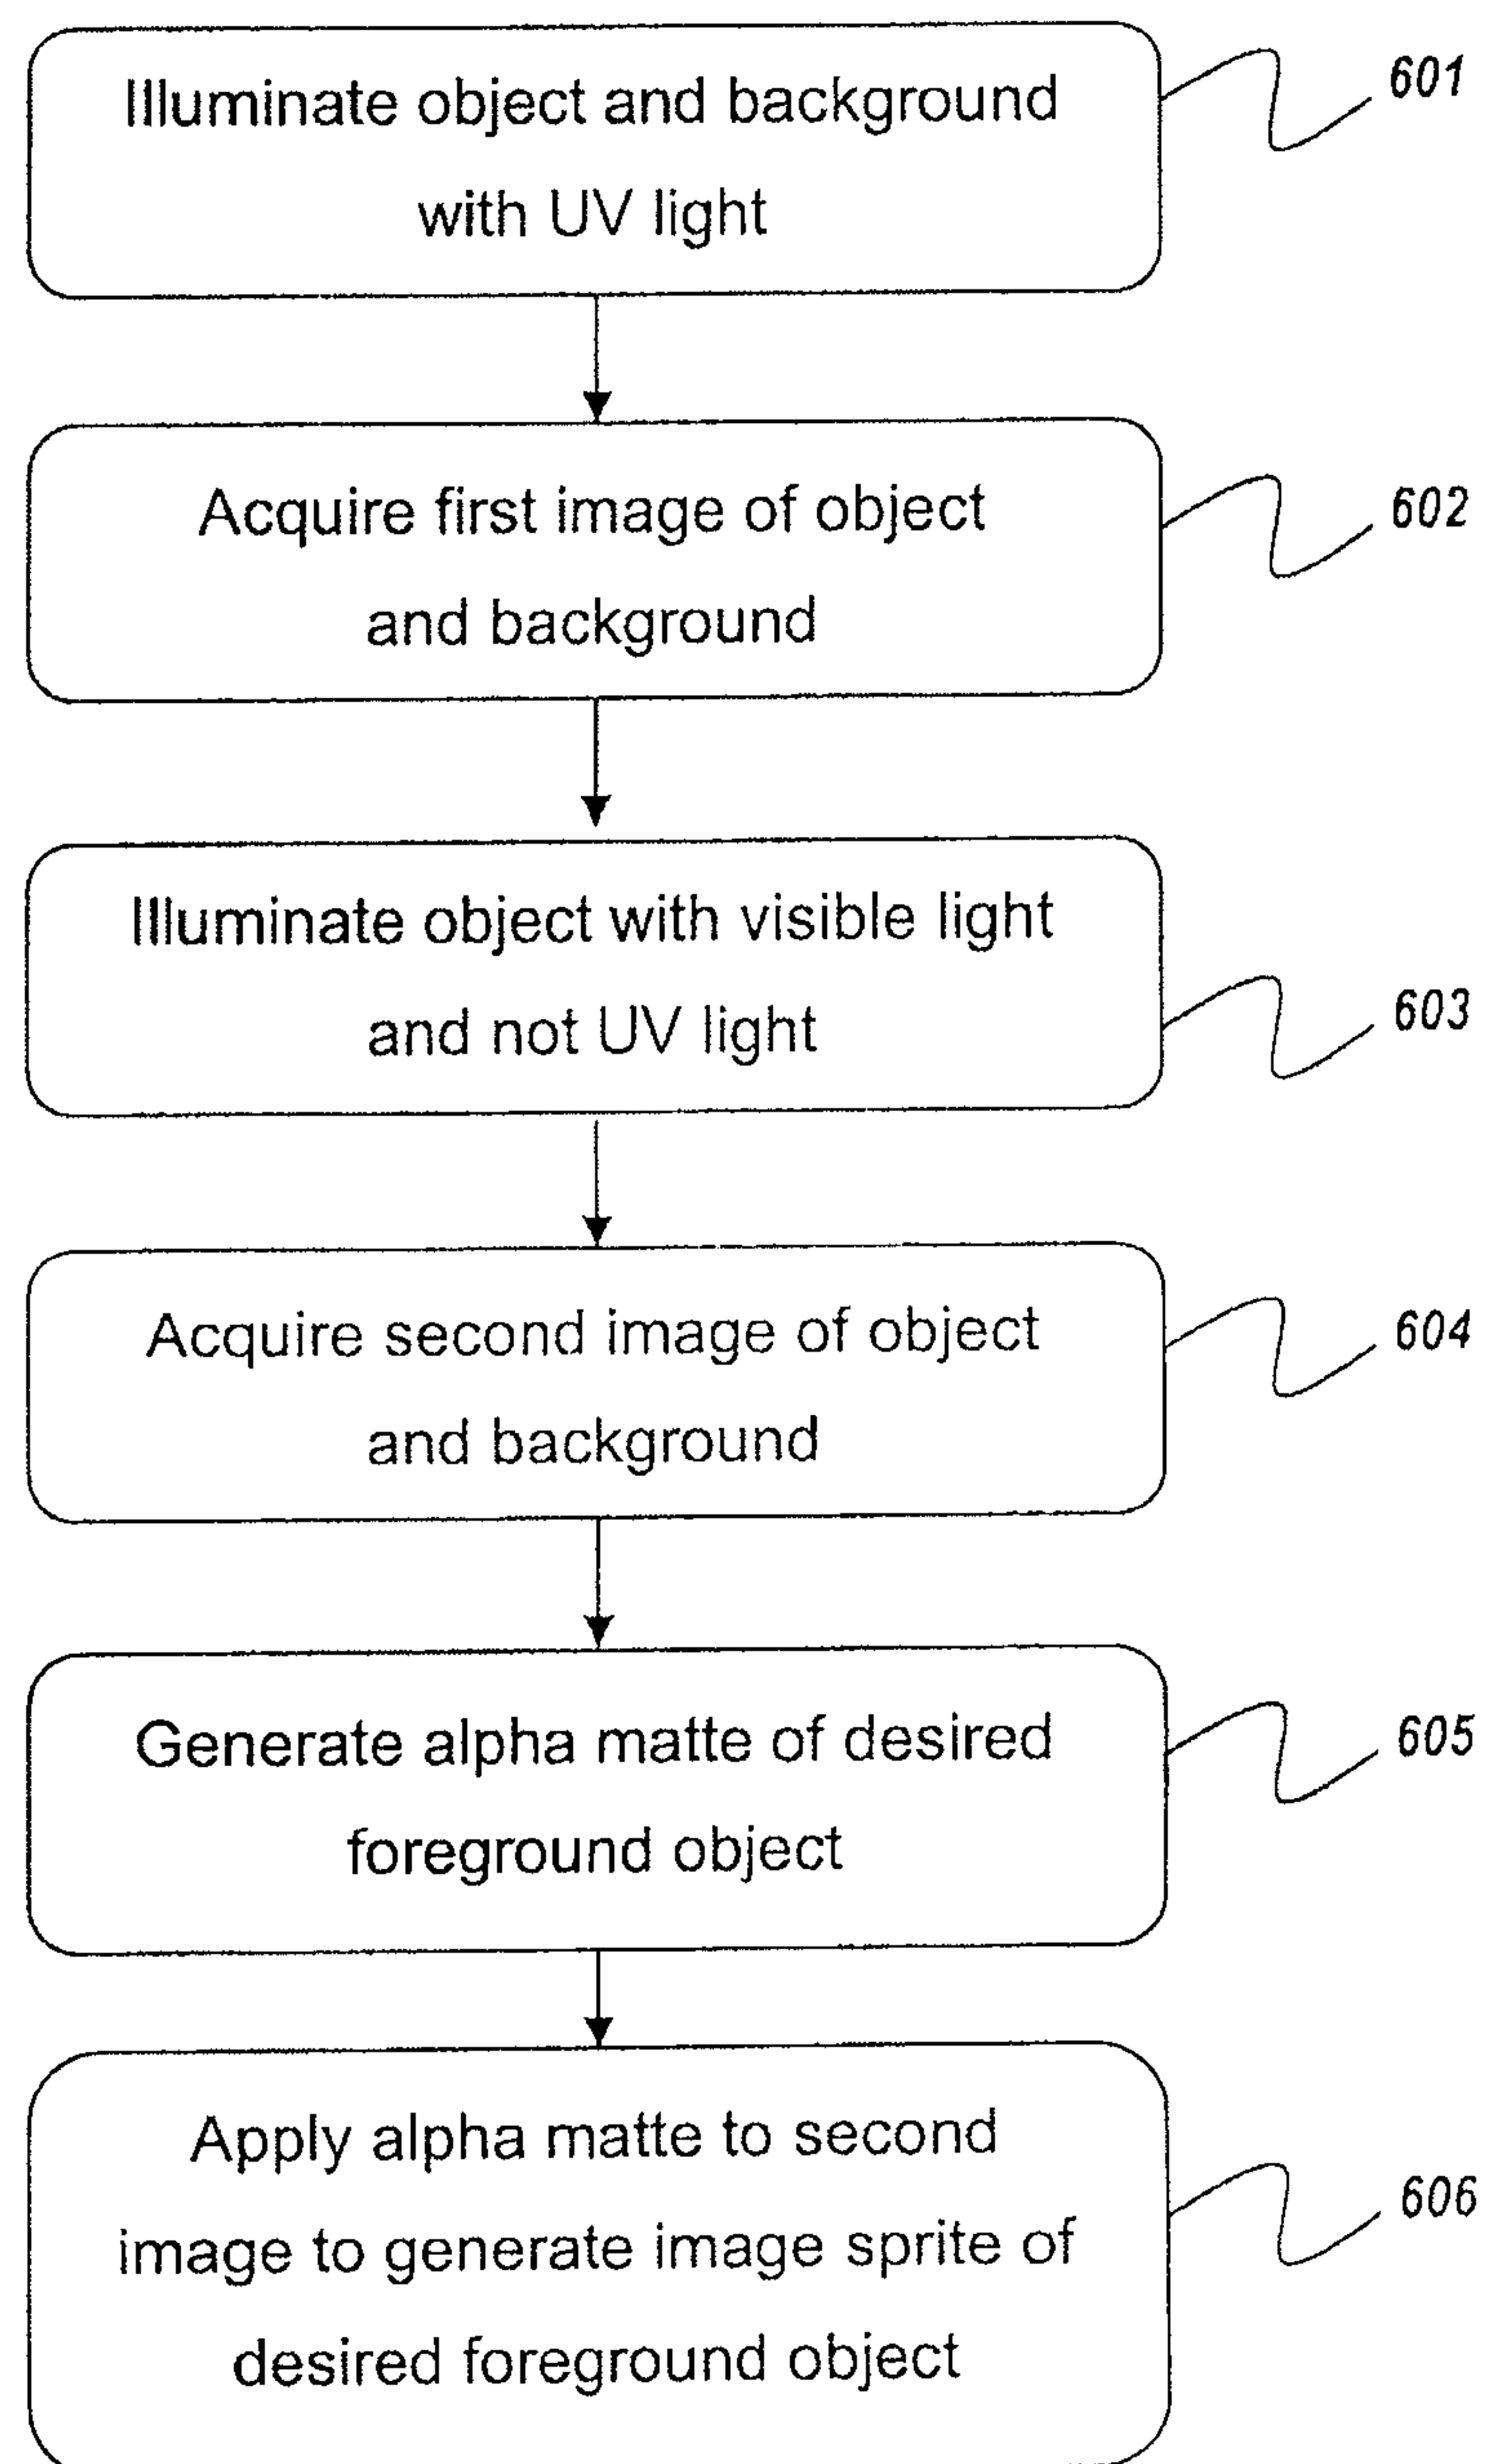 Illuminate object and background
with UV light
601
Acquire first image of object
and background
602
Illuminate object with visible light
and not UV light
603
Acquire second image of object
and background
604
Generate alpha matte of desired
foreground object
605
Apply alpha matte to second
image to generate image sprite of
desired foreground object
606